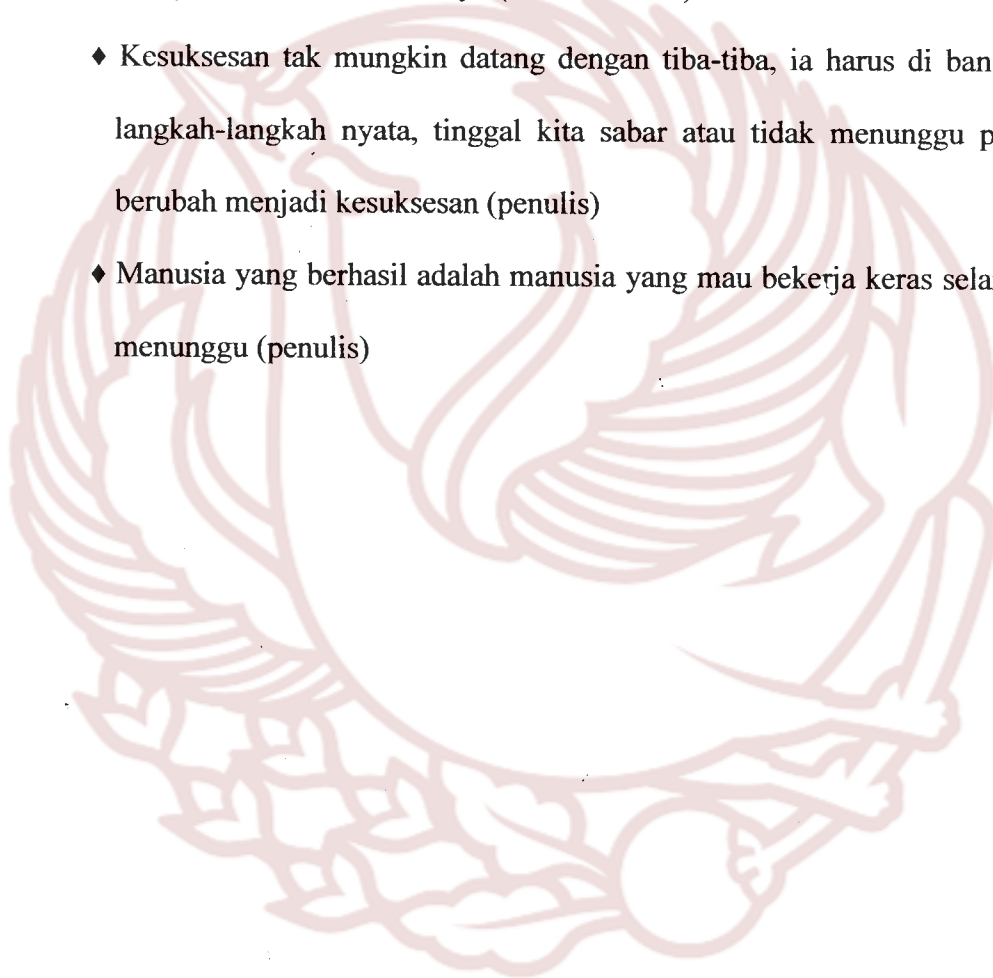 ♦ Kesuksesan tak mungkin datang dengan tiba-tiba, ia harus di ban
langkah-langkah nyata, tinggal kita sabar atau tidak menunggu p
berubah menjadi kesuksesan (penulis)
♦ Manusia yang berhasil adalah manusia yang mau bekerja keras sela
menunggu (penulis)